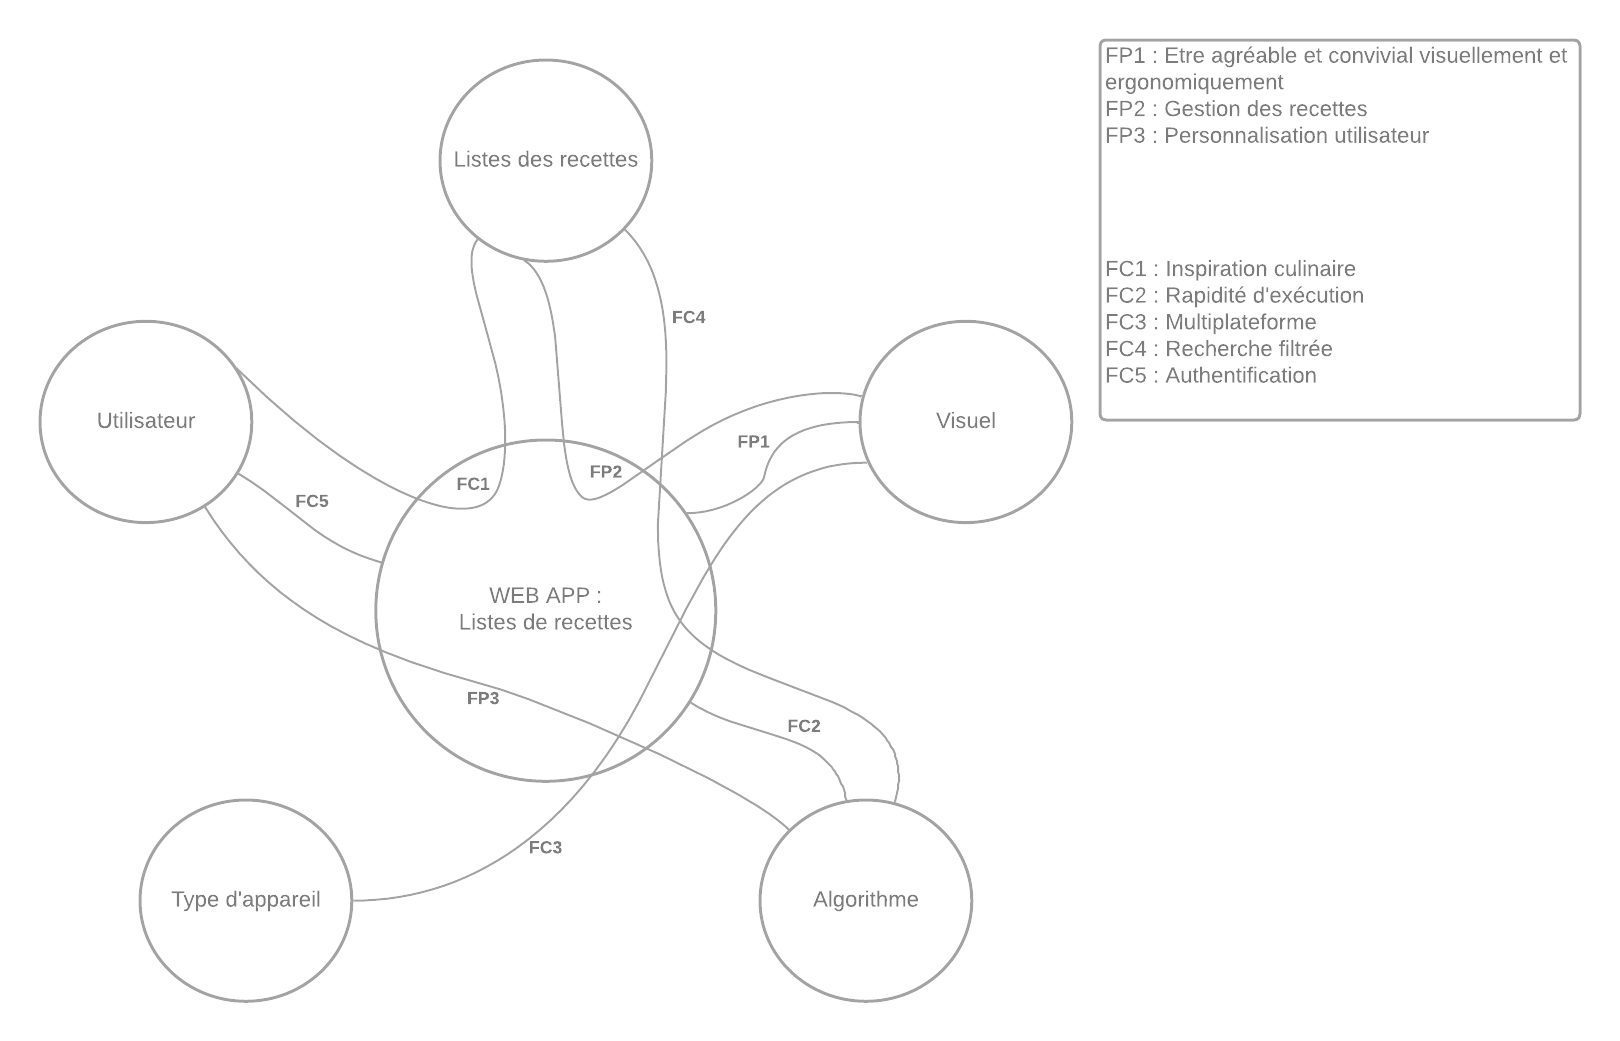 FP1 : Etre agréable et convivial visuellement et
ergonomiquement
FP2 : Gestion des recettes
FP3 : Personnalisation utilisateur
FC1 : Inspiration culinaire
FC2 : Rapidité d'exécution
FC3 : Multiplateforme
FC4 : Recherche filtrée
FC5 : Authentification
Listes des recettes
FC4
Utilisateur
Visuel
FP1
FP2
FC1
FC5
WEB APP :
Listes de recettes
FP3
FC2
FC3
Type d'appareil
Algorithme